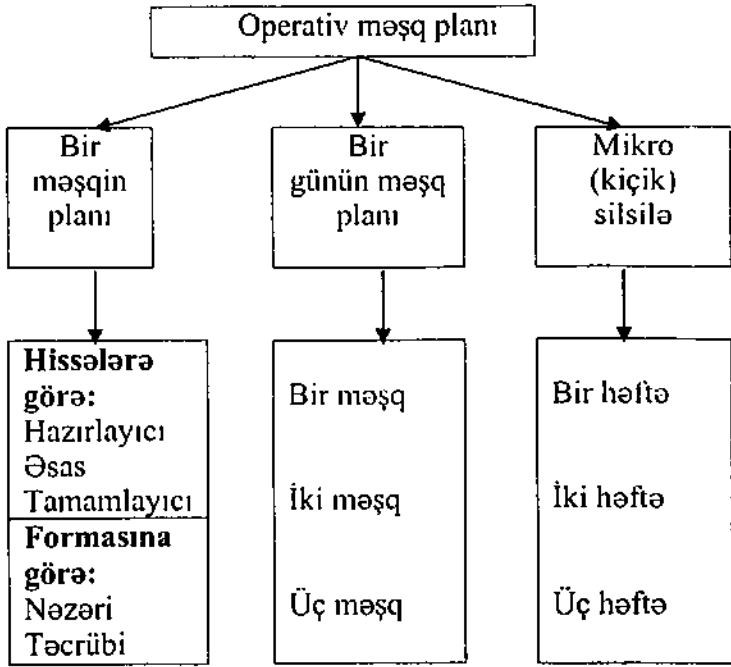 Operativ məşq planı
Bir
məşqin
planı
Bir
günün məşq
planı
Mikro
(kiçik)
silsilə
Hissələrə
görə:
Hazırlayıcı
Əsas
Tamamlayıcı
Formasına
görə:
Nəzəri
Təcrübi
Bir məşq
İki məşq
Üç məşq
Bir həftə
İki həftə
Üç həftə